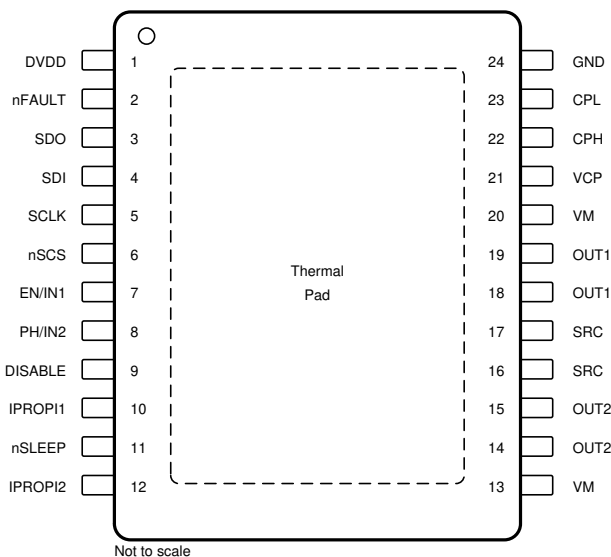 DVDD 1 24 GND
nFAULT 2 23 CPL
SDO 3 22 CPH
SDI 4 21 VCP
SCLK 5 20 VM
nSCS 6 19 OUT1
EN/IN1 7 18 OUT1
PH/IN2 8 17 SRC
DISABLE 9 16 SRC
IPROPI1 10 15 OUT2
nSLEEP 11 14 OUT2
IPROPI2 12 13 VM
Thermal
Pad
Not to scale